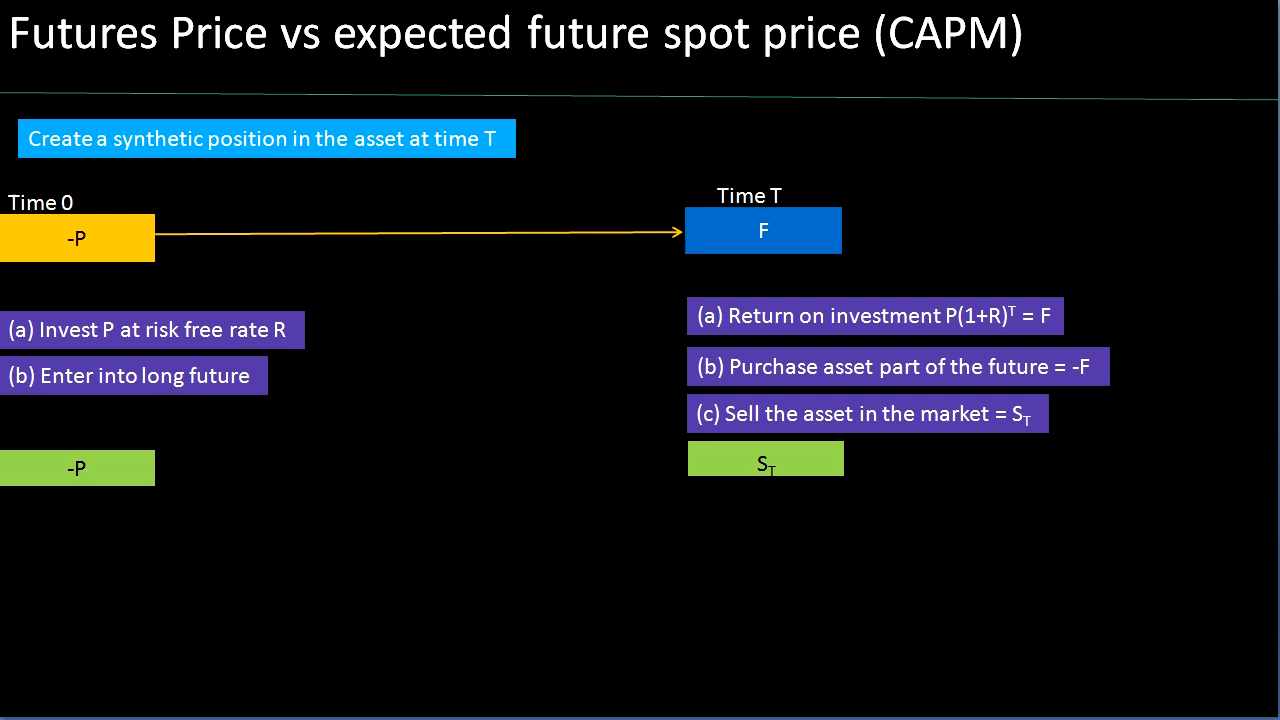 Futures Price vs expected future spot price (CAPM)
Create a synthetic position in the asset at time T
Time 0
Time T
-P
F
(a) Invest P at risk free rate R
(a) Return on investment P(1+R)ᵀ = F
(b) Enter into long future
(b) Purchase asset part of the future = -F
(c) Sell the asset in the market = S_T
-P
S_T